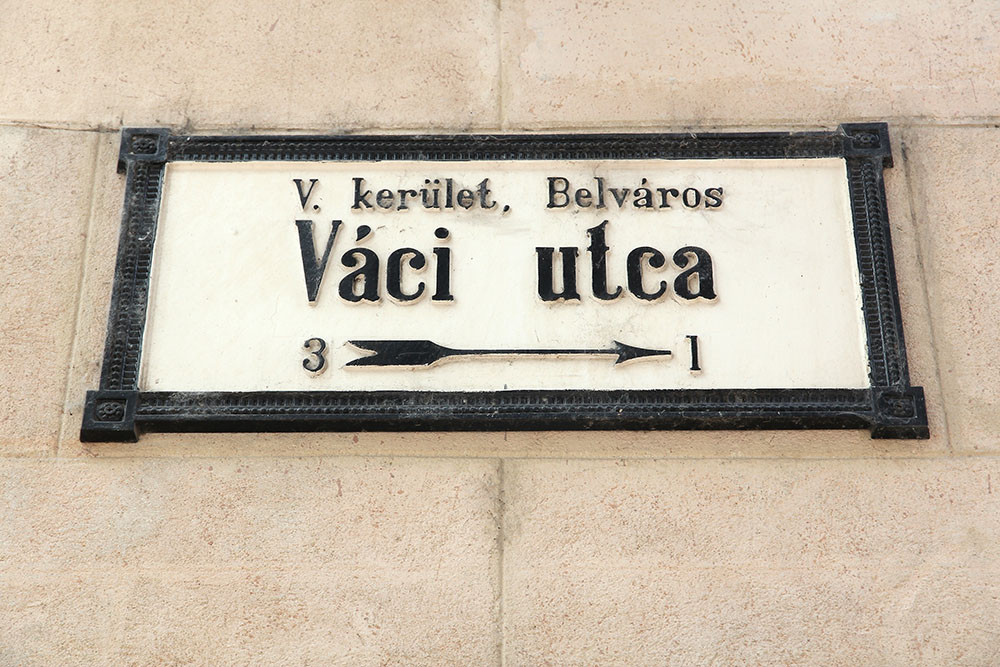 V. kerület, Belváros
Váci utca
3 1